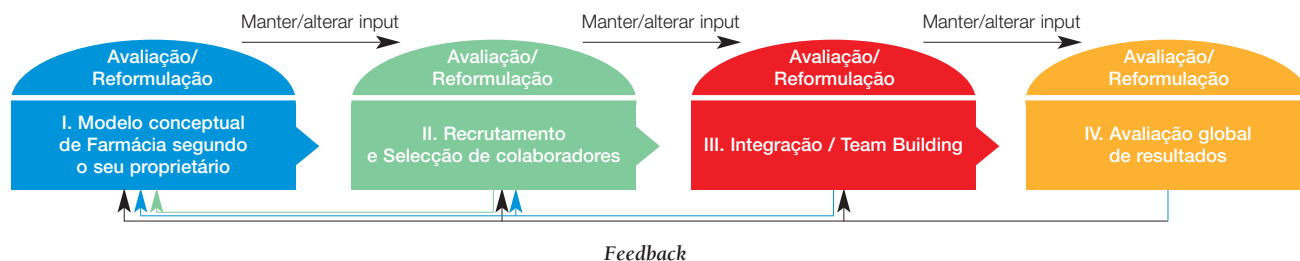 Manter/alterar input
Manter/alterar input
Manter/alterar input
Avaliação/
Reformulação
I. Modelo conceptual
de Farmácia segundo
o seu proprietário
Avaliação/
Reformulação
II. Recrutamento
e Selecção de colaboradores
Avaliação/
Reformulação
III. Integração / Team Building
Avaliação/
Reformulação
IV. Avaliação global
de resultados
Feedback